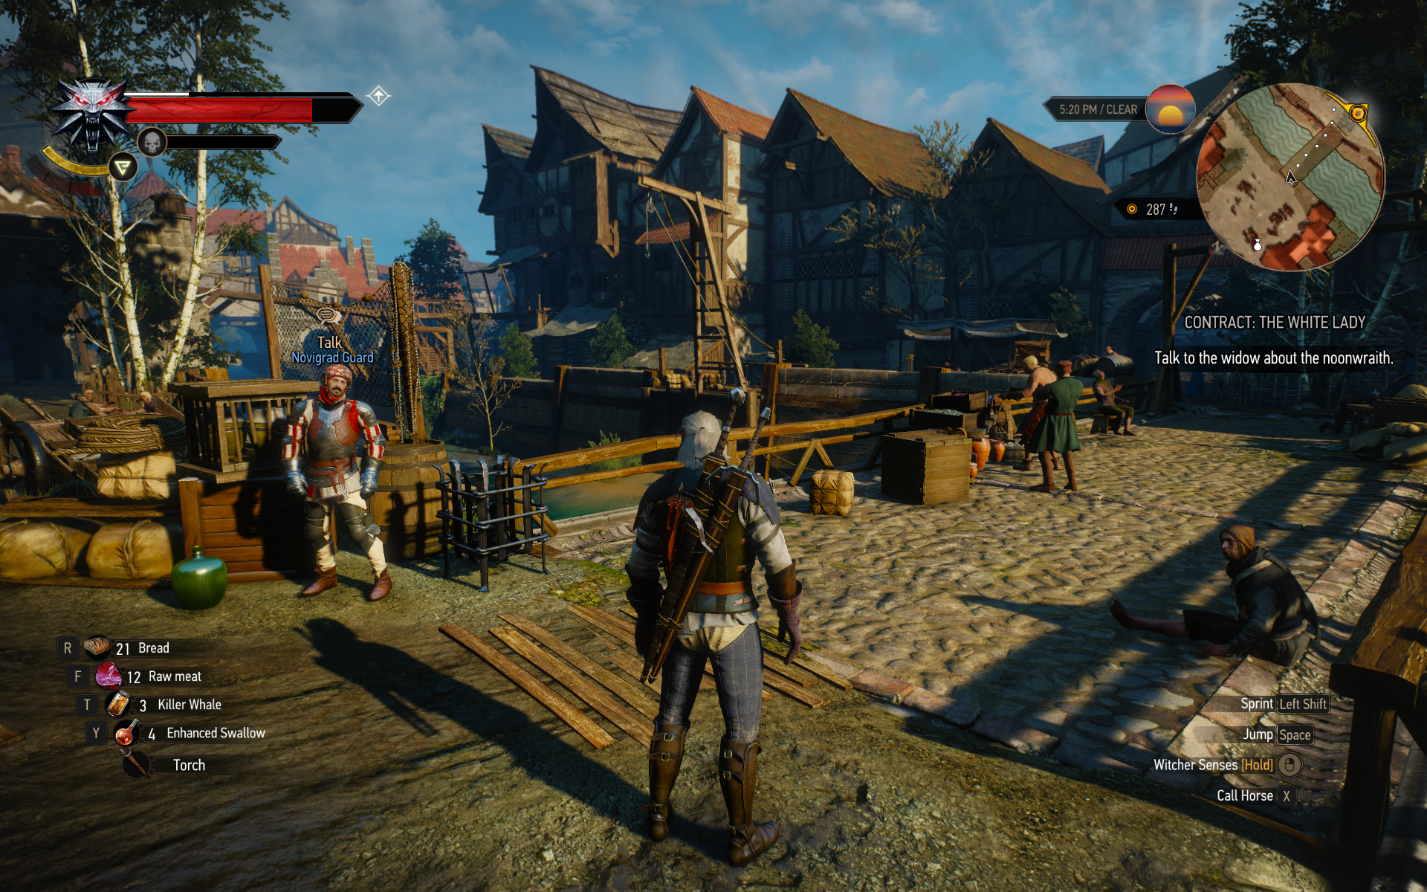 5:20 PM / CLEAR
287
CONTRACT: THE WHITE LADY
Talk to the widow about the noonwraith.
Talk
Novigrad Guard
R 21 Bread
F 12 Raw meat
T 3 Killer Whale
Y 4 Enhanced Swallow
Torch
Sprint Left Shift
Jump Space
Witcher Senses [Hold]
Call Horse X